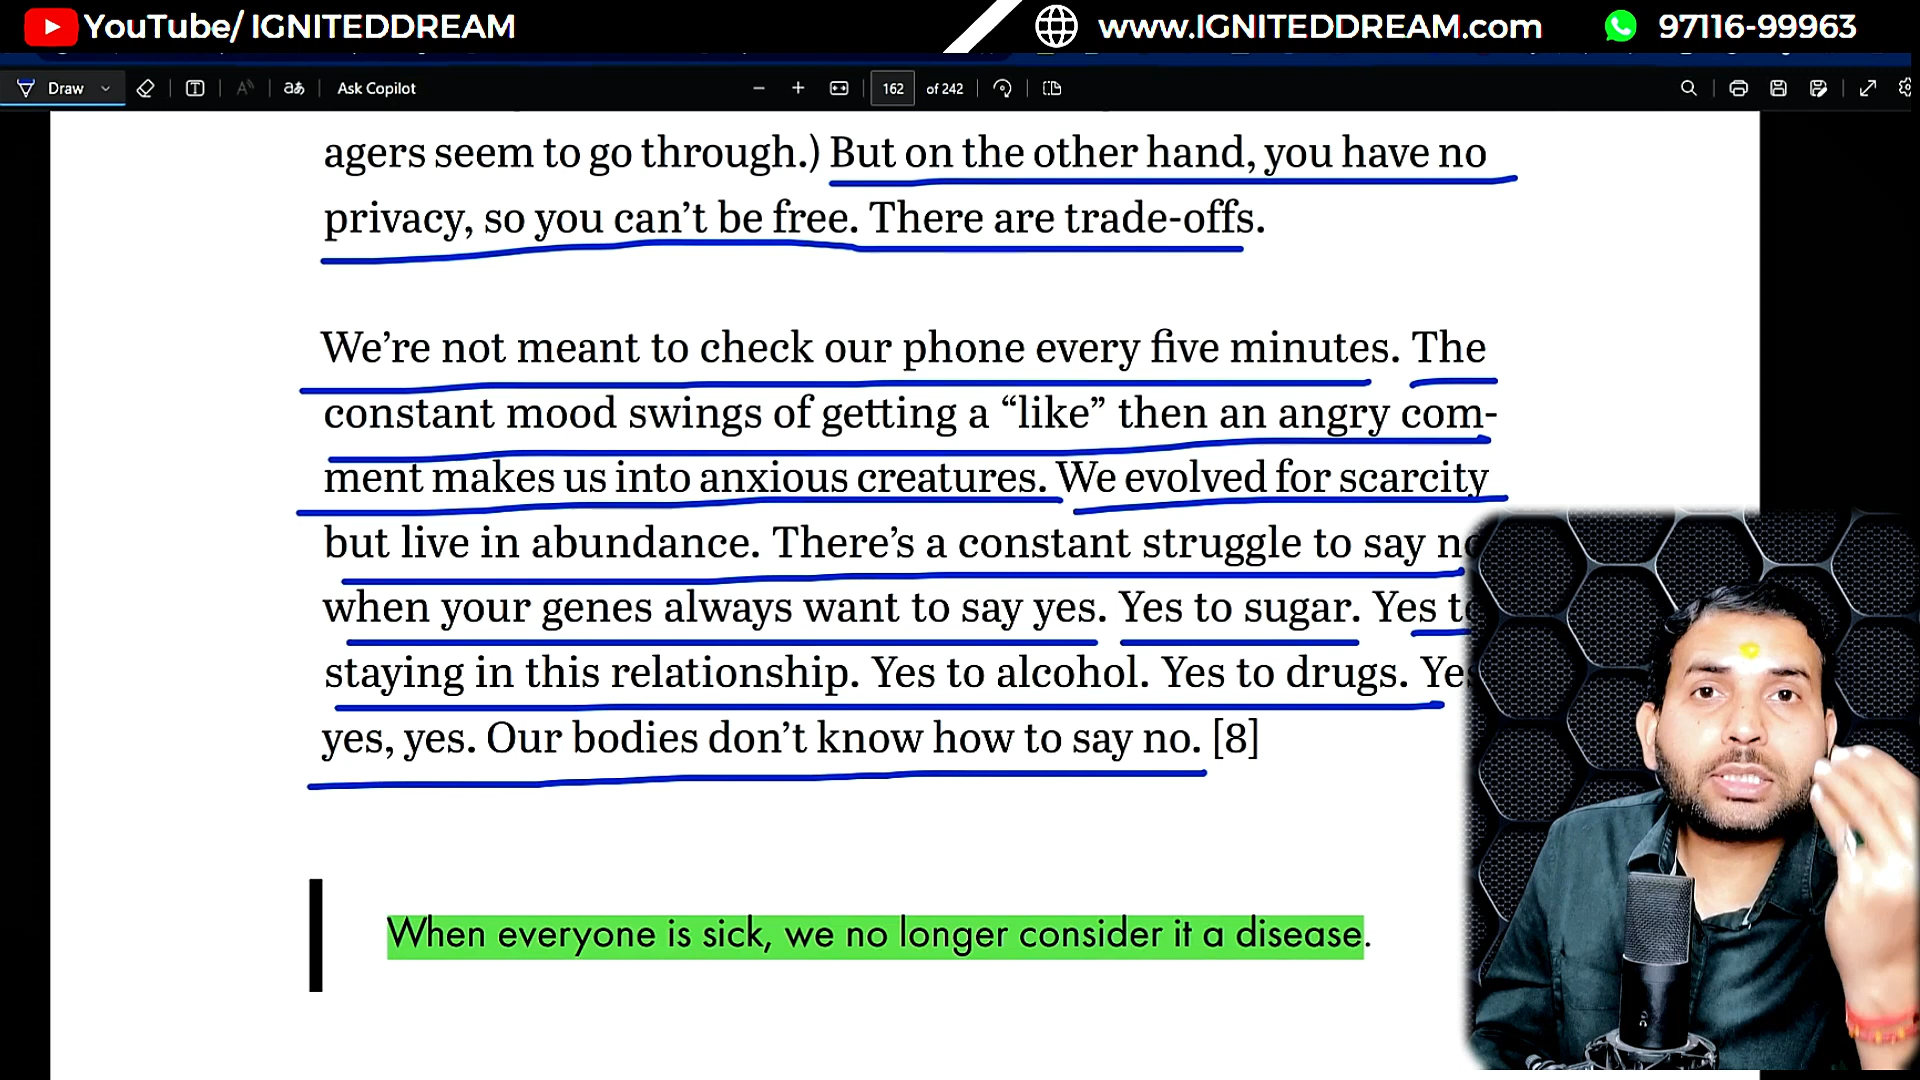 YouTube/ IGNITEDDREAM
www.IGNITEDDREAM.com
97116-99963
Draw
aあ
Ask Copilot
162 of 242
agers seem to go through.) But on the other hand, you have no
privacy, so you can’t be free. There are trade-offs.
We’re not meant to check our phone every five minutes. The
constant mood swings of getting a “like” then an angry com-
ment makes us into anxious creatures. We evolved for scarcity
but live in abundance. There’s a constant struggle to say no
when your genes always want to say yes. Yes to sugar. Yes to
staying in this relationship. Yes to alcohol. Yes to drugs. Yes,
yes, yes. Our bodies don’t know how to say no. [8]
When everyone is sick, we no longer consider it a disease.